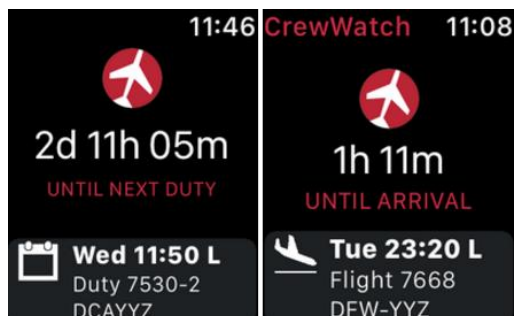 11:46
2d 11h 05m
UNTIL NEXT DUTY
Wed 11:50 L
Duty 7530-2
DCAYYZ
CrewWatch 11:08
1h 11m
UNTIL ARRIVAL
Tue 23:20 L
Flight 7668
DFW-YYZ